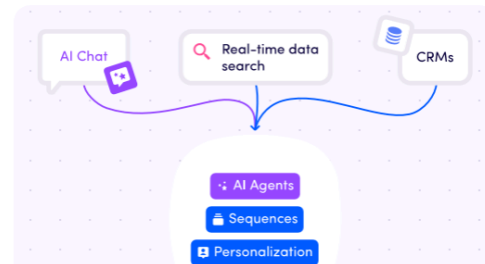 AI Chat
Real-time data
search
CRMs
AI Agents
Sequences
Personalization